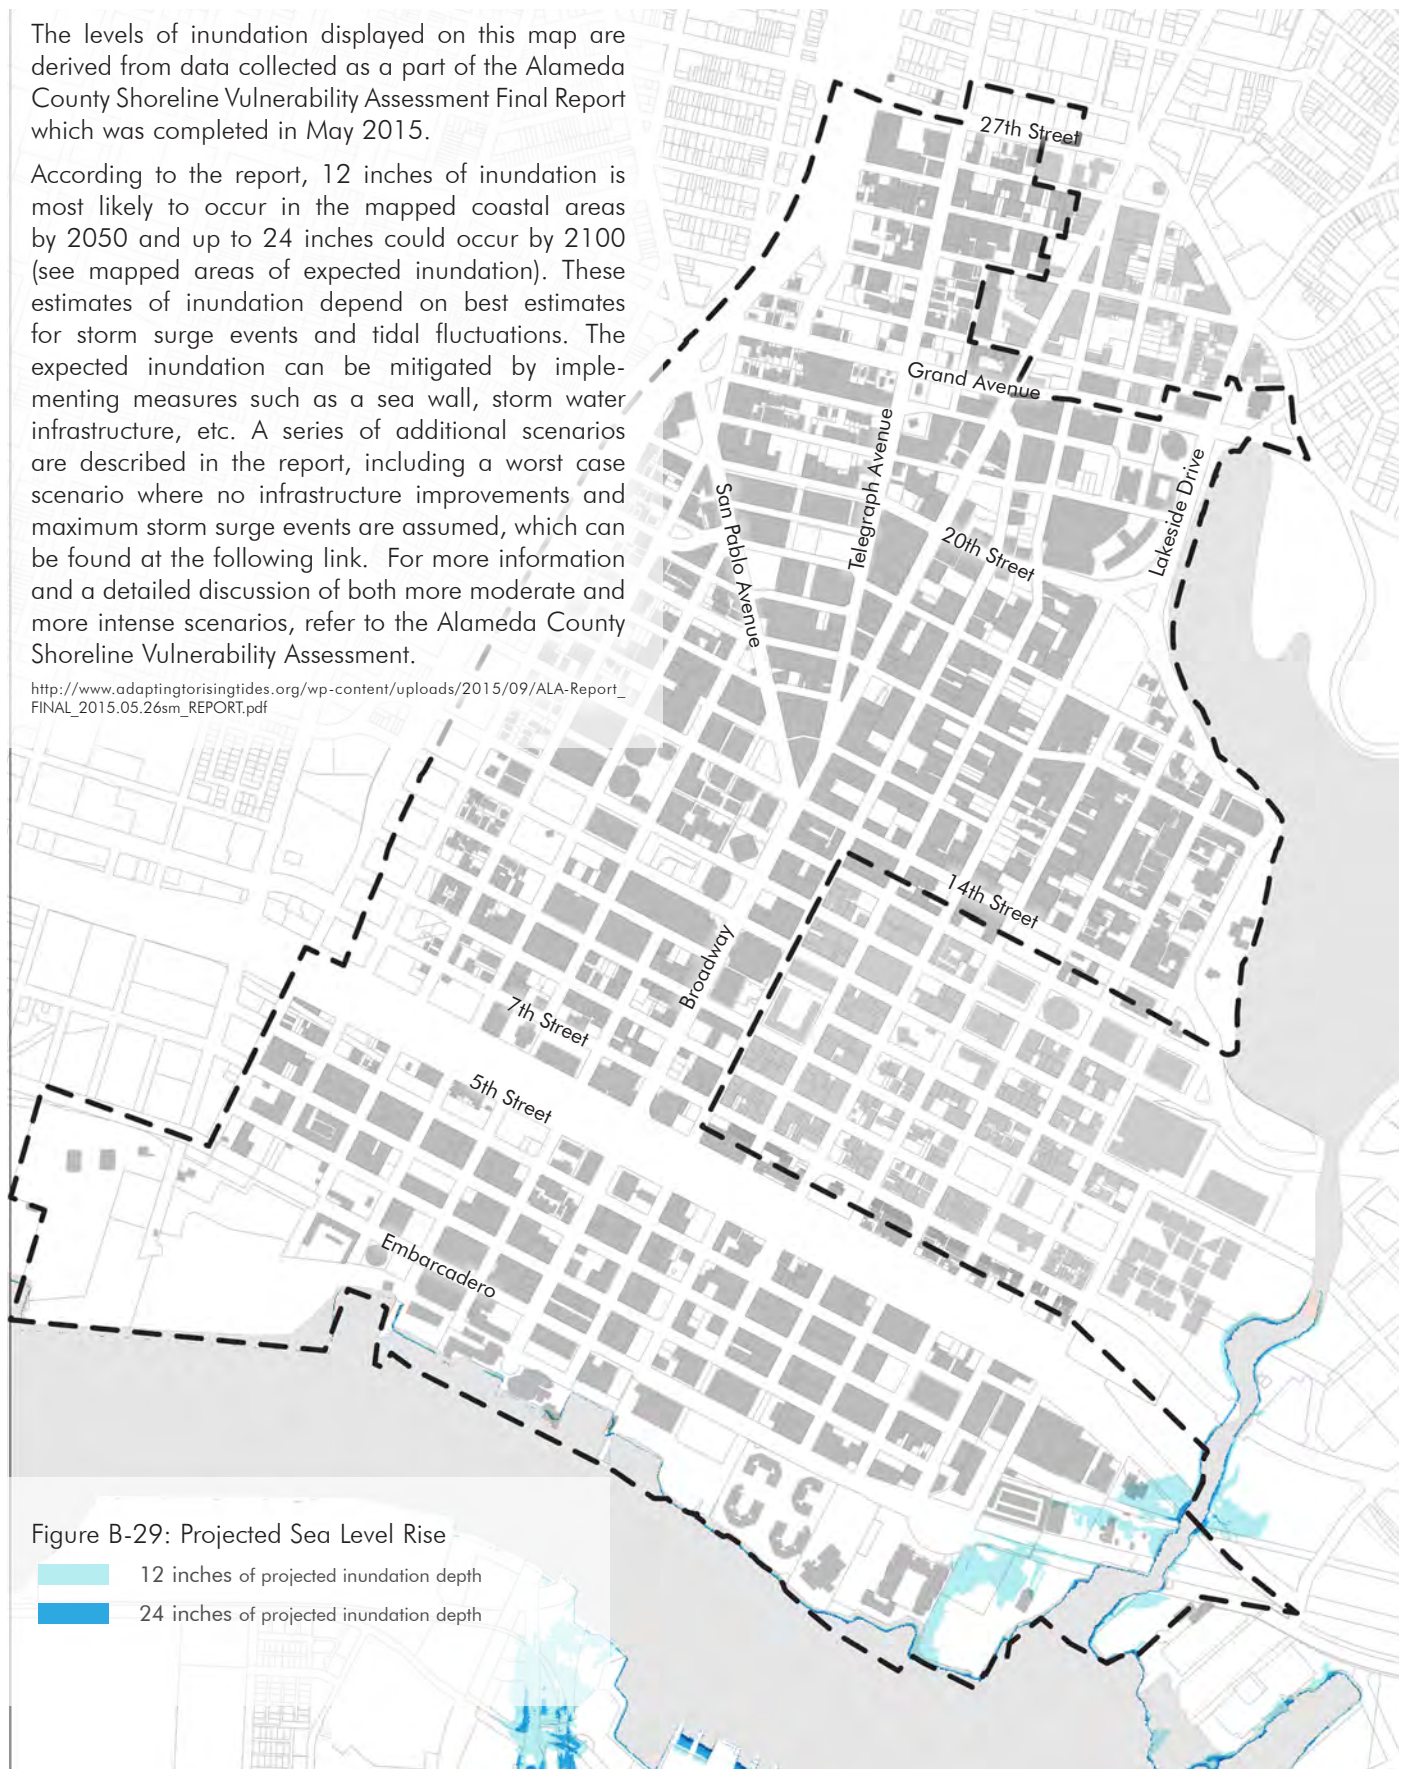 The levels of inundation displayed on this map are
derived from data collected as a part of the Alameda
County Shoreline Vulnerability Assessment Final Report
which was completed in May 2015.
According to the report, 12 inches of inundation is
most likely to occur in the mapped coastal areas
by 2050 and up to 24 inches could occur by 2100
(see mapped areas of expected inundation). These
estimates of inundation depend on best estimates
for storm surge events and tidal fluctuations. The
expected inundation can be mitigated by imple-
menting measures such as a sea wall, storm water
infrastructure, etc. A series of additional scenarios
are described in the report, including a worst case
scenario where no infrastructure improvements and
maximum storm surge events are assumed, which can
be found at the following link. For more information
and a detailed discussion of both more moderate and
more intense scenarios, refer to the Alameda County
Shoreline Vulnerability Assessment.
http://www.adaptingtorisingtides.org/wp-content/uploads/2015/09/ALA-Report_
FINAL_2015.05.26sm_REPORT.pdf
27th Street
Grand Avenue
Telegraph Avenue
Lakeside Drive
San Pablo Avenue
20th Street
14th Street
Broadway
7th Street
5th Street
Embarcadero
Figure B-29: Projected Sea Level Rise
12 inches of projected inundation depth
24 inches of projected inundation depth